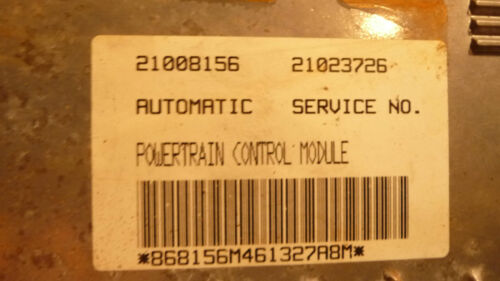 21008156 21023726
AUTOMATIC SERVICE NO.
POWERTRAIN CONTROL MODULE
*868156M461327A8M*